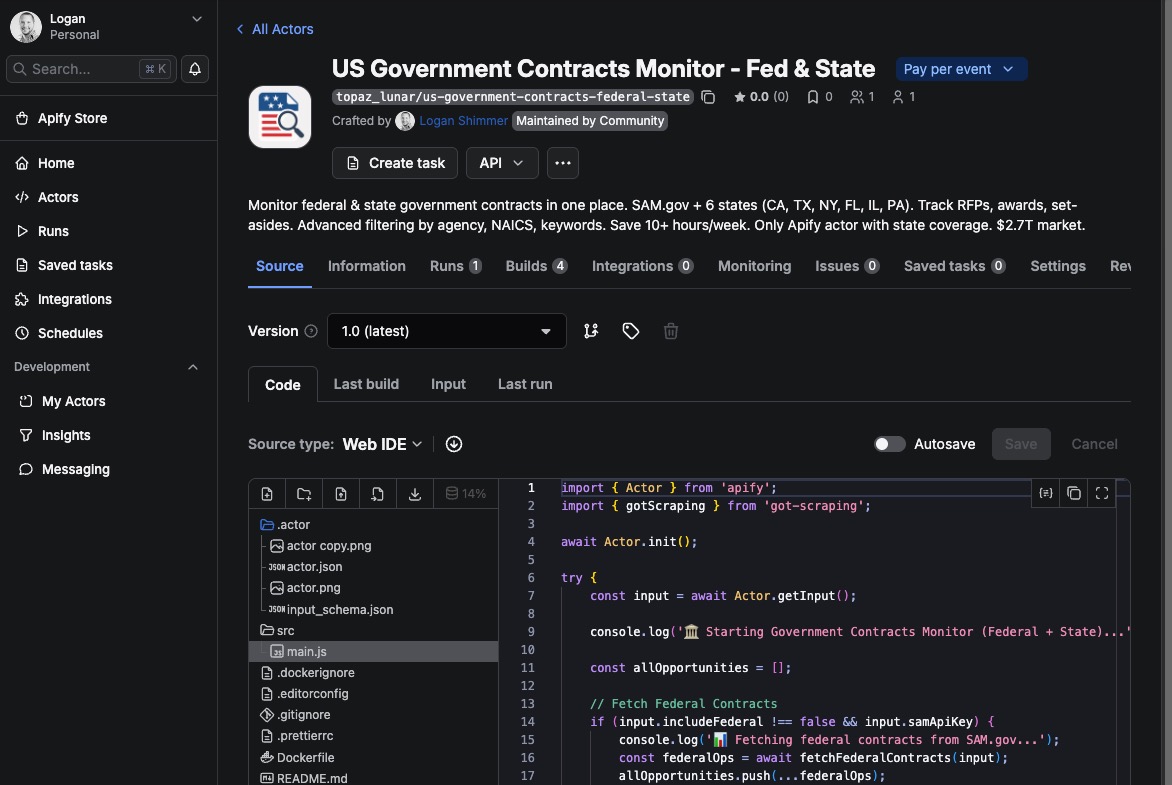 Logan
Personal
Search...
⌘ K
Apify Store
Home
Actors
Runs
Saved tasks
Integrations
Schedules
Development
My Actors
Insights
Messaging
All Actors
US Government Contracts Monitor - Fed & State
Pay per event
topaz_lunar/us-government-contracts-federal-state
0.0 (0)
0
1
1
Crafted by Logan Shimmer Maintained by Community
Create task
API
Monitor federal & state government contracts in one place. SAM.gov + 6 states (CA, TX, NY, FL, IL, PA). Track RFPs, awards, set-
asides. Advanced filtering by agency, NAICS, keywords. Save 10+ hours/week. Only Apify actor with state coverage. $2.7T market.
Source Information Runs 1 Builds 4 Integrations 0 Monitoring Issues 0 Saved tasks 0 Settings Rev
Version 1.0 (latest)
Code Last build Input Last run
Source type: Web IDE
Autosave Save Cancel
14%
.actor
actor copy.png
JSON actor.json
actor.png
JSON input_schema.json
src
JS main.js
.dockerignore
.editorconfig
.gitignore
.prettierrc
Dockerfile
README.md
1 import { Actor } from 'apify';
2 import { gotScraping } from 'got-scraping';
3
4 await Actor.init();
5
6 try {
7 const input = await Actor.getInput();
8
9 console.log('🏛️ Starting Government Contracts Monitor (Federal + State)...'
10
11 const allOpportunities = [];
12
13 // Fetch Federal Contracts
14 if (input.includeFederal !== false && input.samApiKey) {
15 console.log('📊 Fetching federal contracts from SAM.gov...');
16 const federalOps = await fetchFederalContracts(input);
17 allOpportunities.push(...federalOps);